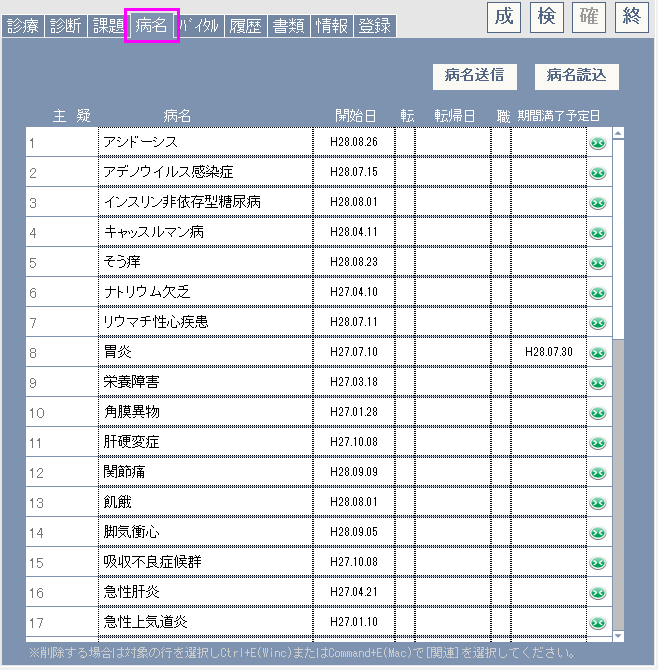 成 検 確 終
診療 診断 課題 病名 ﾊﾞｲﾀﾙ 履歴 書類 情報 登録
病名送信 病名読込
主 疑 病名 開始日 転 転帰日 職 期間満了予定日
1 アシドーシス H28.08.26
2 アデノウイルス感染症 H28.07.15
3 インスリン非依存型糖尿病 H28.08.01
4 キャッスルマン病 H28.04.11
5 そう痒 H28.08.23
6 ナトリウム欠乏 H27.04.10
7 リウマチ性心疾患 H28.07.11
8 胃炎 H27.07.10 H28.07.30
9 栄養障害 H27.03.18
10 角膜異物 H27.01.28
11 肝硬変症 H27.10.08
12 関節痛 H28.09.09
13 飢餓 H28.08.01
14 脚気衝心 H28.09.05
15 吸収不良症候群 H27.10.08
16 急性肝炎 H27.04.21
17 急性上気道炎 H27.01.10
※削除する場合は対象の行を選択しCtrl+E(Winc)またはCommand+E(Mac)で[関連]を選択してください。